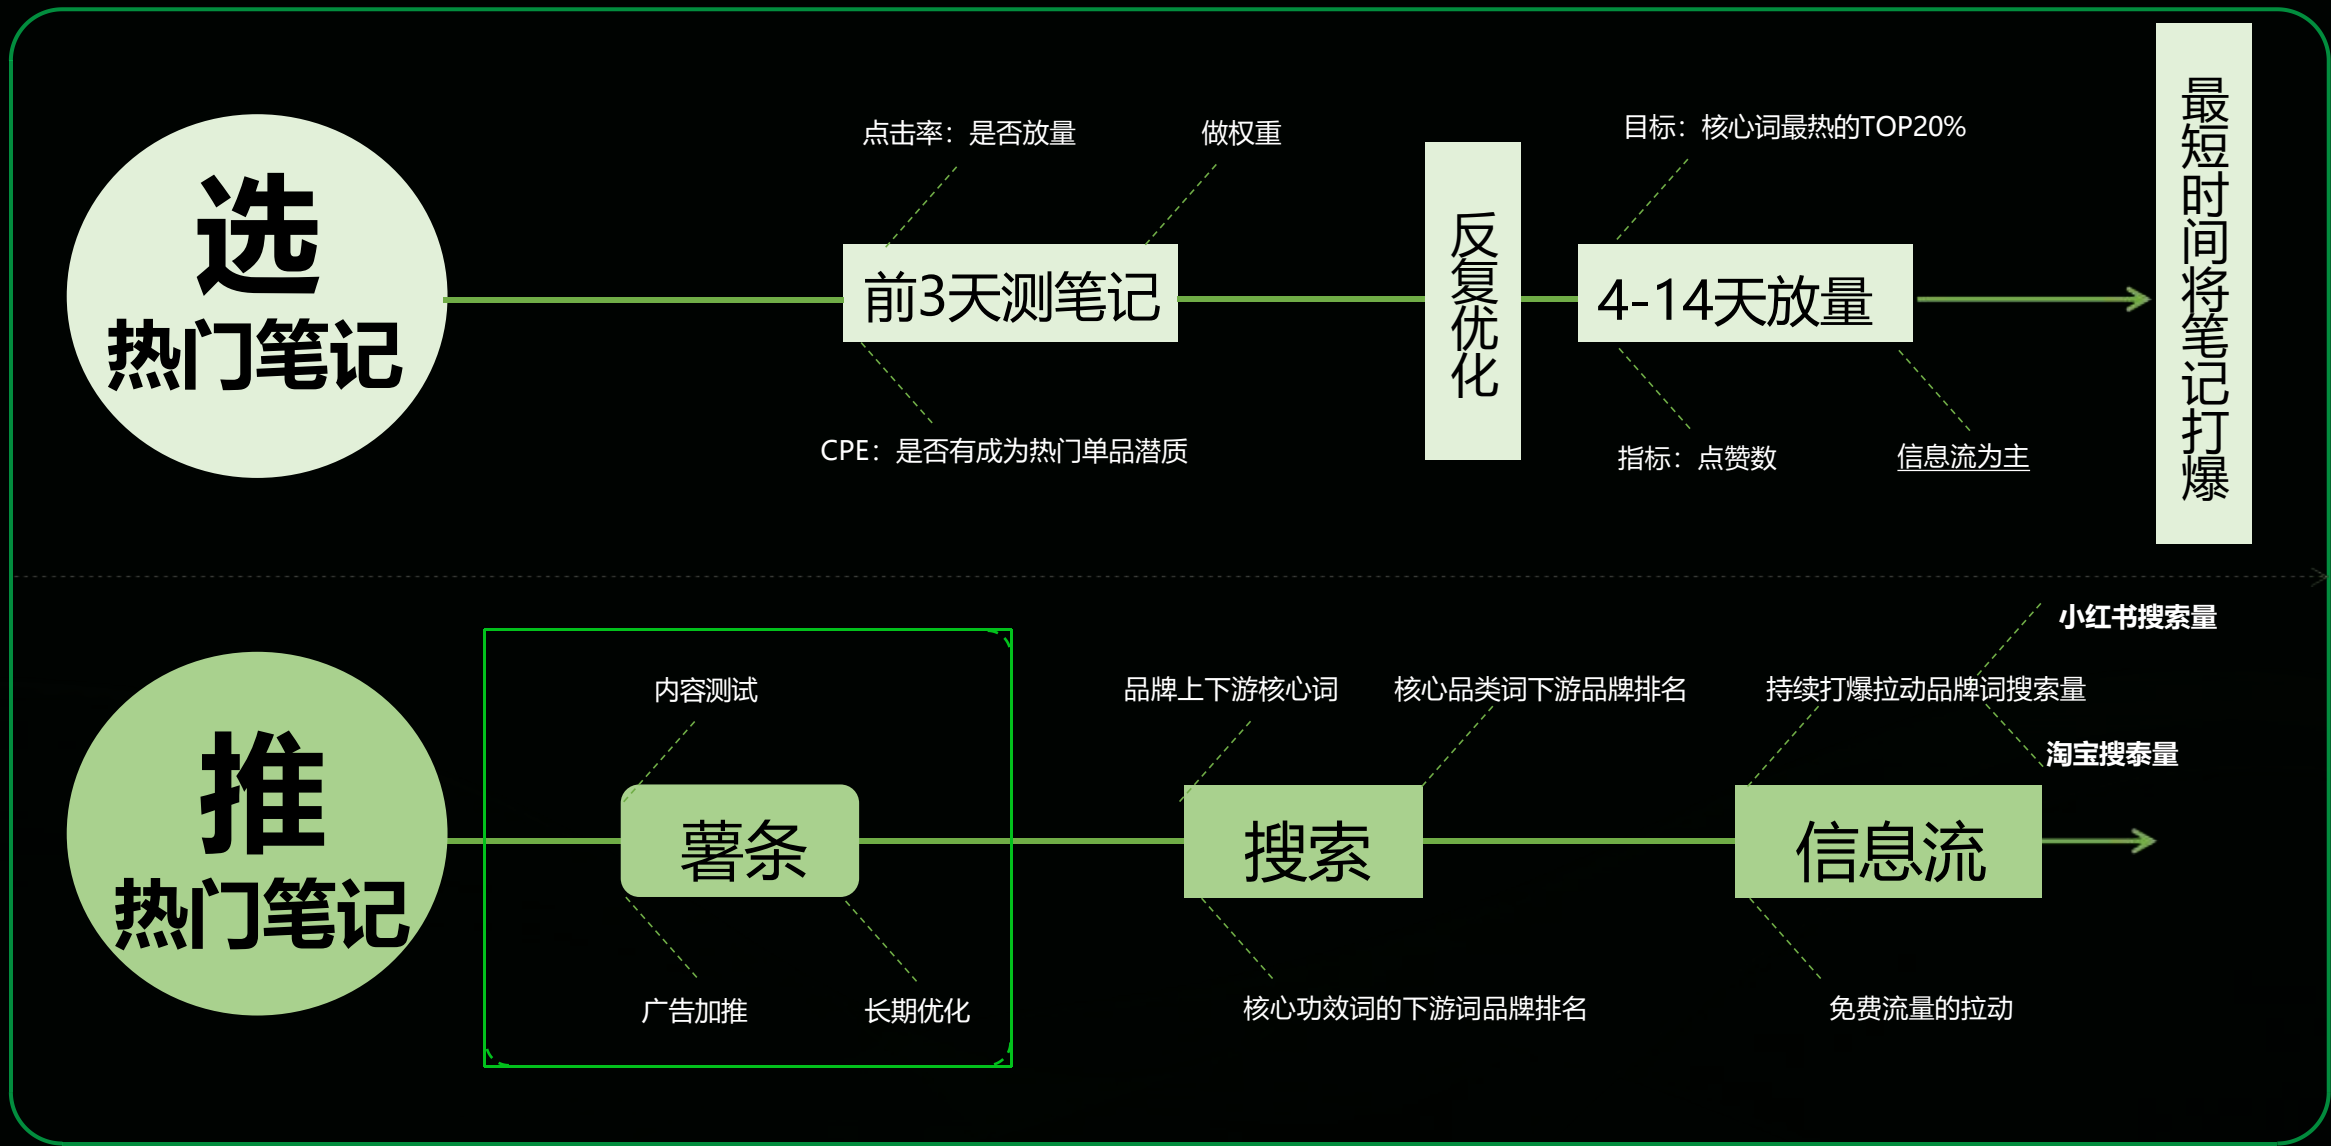 选
热门笔记
点击率：是否放量
做权重
前3天测笔记
CPE：是否有成为热门单品潜质
反复优化
目标：核心词最热的TOP20%
4-14天放量
指标：点赞数
信息流为主
最短时间将笔记打爆
推
热门笔记
内容测试
薯条
广告加推
长期优化
品牌上下游核心词
核心品类词下游品牌排名
搜索
核心功效词的下游词品牌排名
小红书搜索量
持续打爆拉动品牌词搜索量
淘宝搜泰量
信息流
免费流量的拉动